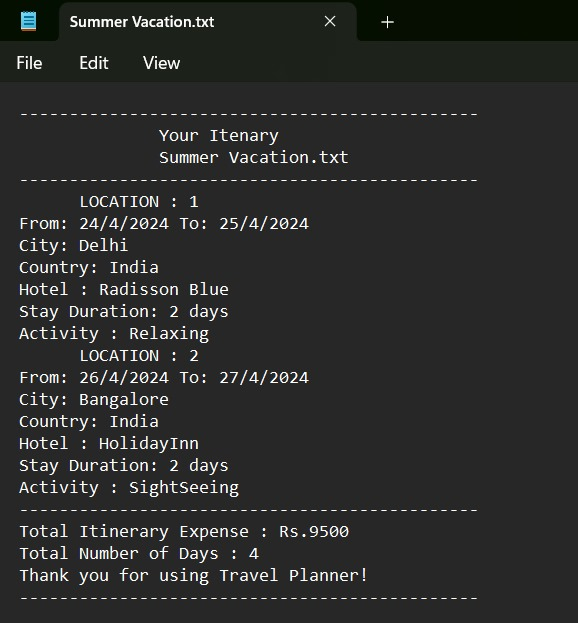 Summer Vacation.txt
File Edit View
----------------------------------------------
Your Itenary
Summer Vacation.txt
----------------------------------------------
LOCATION : 1
From: 24/4/2024 To: 25/4/2024
City: Delhi
Country: India
Hotel : Radisson Blue
Stay Duration: 2 days
Activity : Relaxing
LOCATION : 2
From: 26/4/2024 To: 27/4/2024
City: Bangalore
Country: India
Hotel : HolidayInn
Stay Duration: 2 days
Activity : SightSeeing
----------------------------------------------
Total Itinerary Expense : Rs.9500
Total Number of Days : 4
Thank you for using Travel Planner!
----------------------------------------------